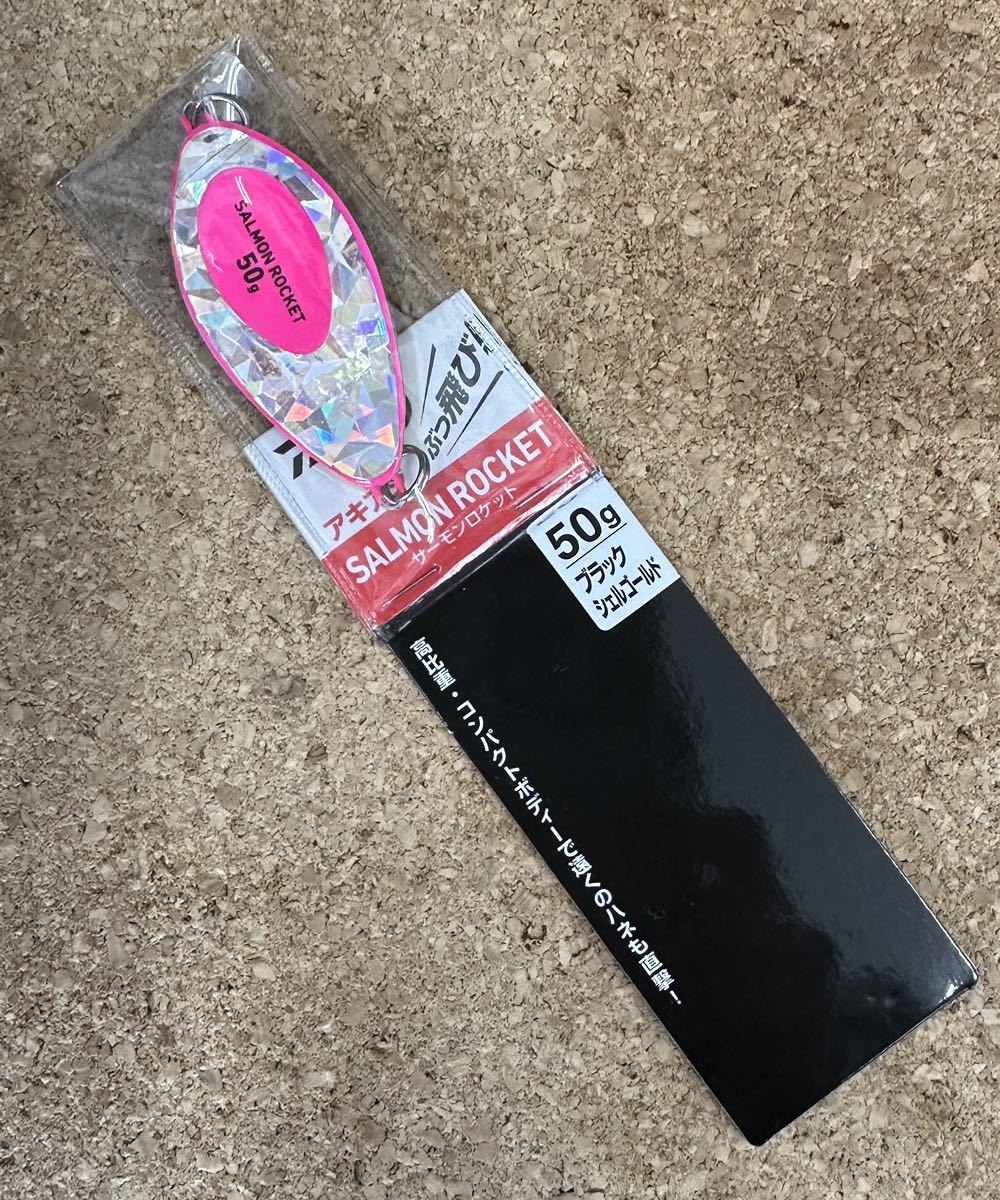 SALMON ROCKET
50g
ぶっ飛び
アキ
SALMON ROCKET
サーモンロケット
50g
ブラック
シェルゴールド
高比重・コンパクトボディーで遠くのハネも直撃!